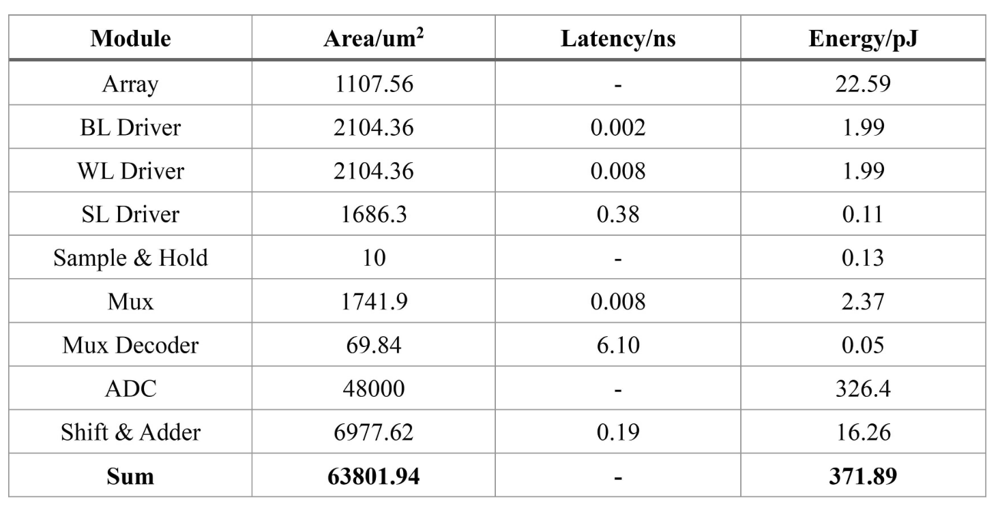 Module Area/um² Latency/ns Energy/pJ
Array 1107.56 - 22.59
BL Driver 2104.36 0.002 1.99
WL Driver 2104.36 0.008 1.99
SL Driver 1686.3 0.38 0.11
Sample & Hold 10 - 0.13
Mux 1741.9 0.008 2.37
Mux Decoder 69.84 6.10 0.05
ADC 48000 - 326.4
Shift & Adder 6977.62 0.19 16.26
Sum 63801.94 - 371.89